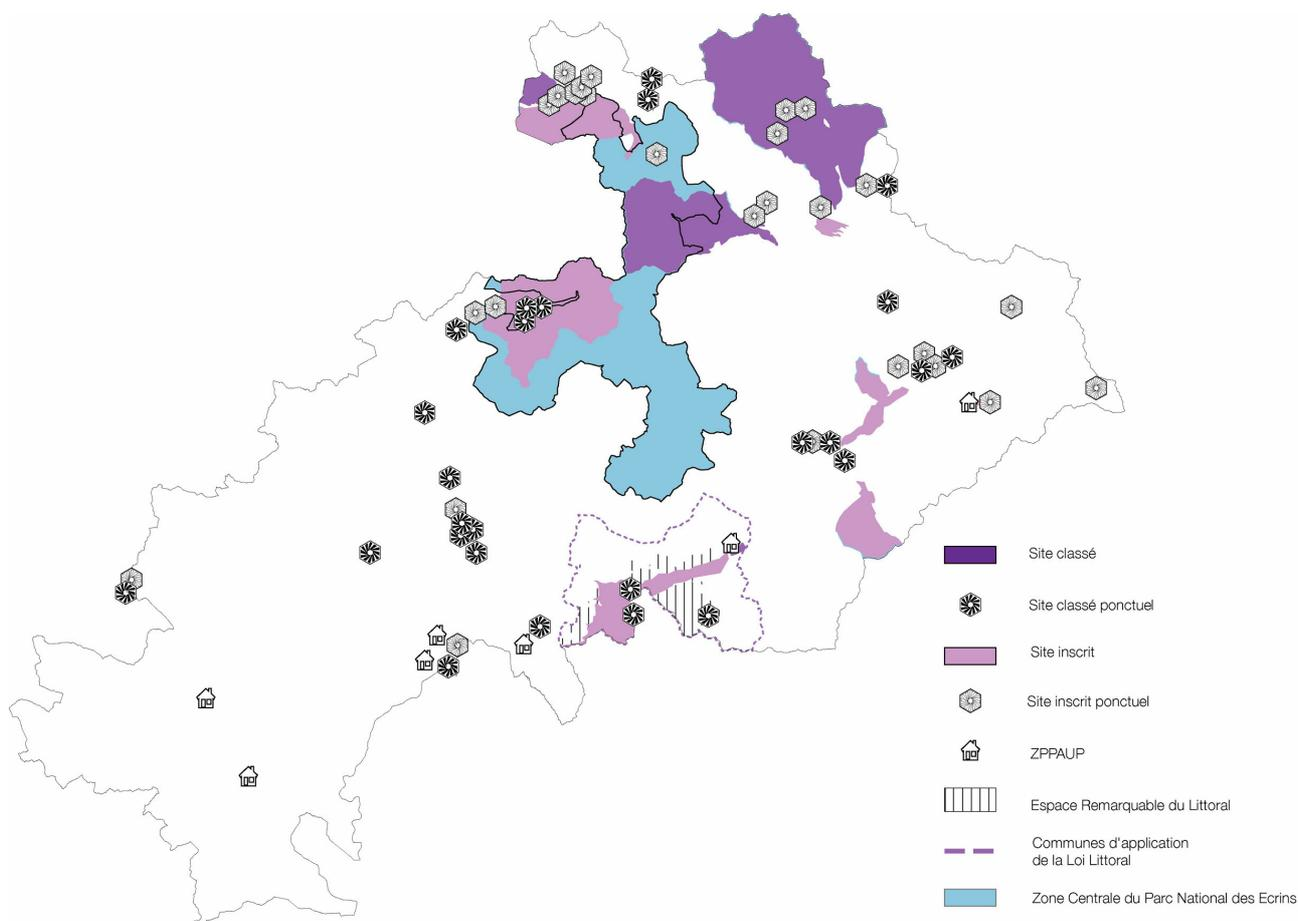 Site classé
Site classé ponctuel
Site inscrit
Site inscrit ponctuel
ZPPAUP
Espace Remarquable du Littoral
Communes d'application
de la Loi Littoral
Zone Centrale du Parc National des Ecrins